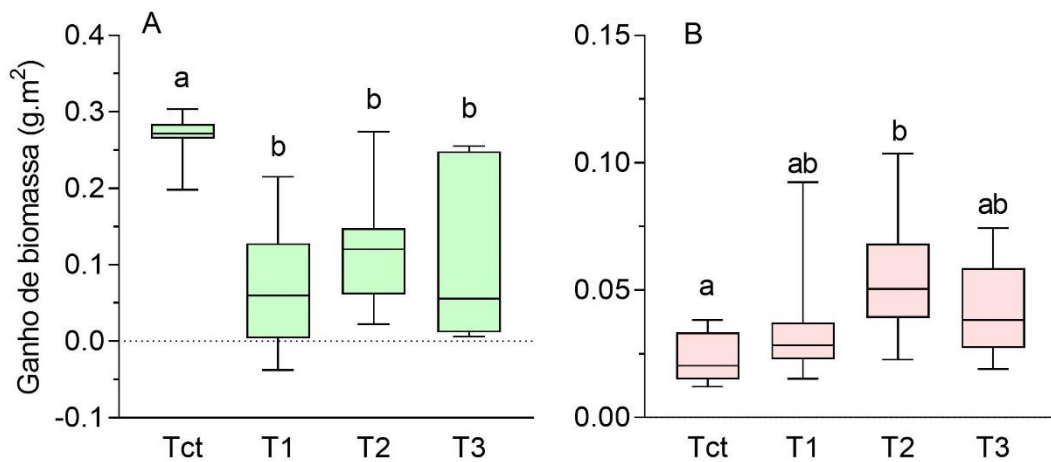 A
Ganho de biomassa (g.m²)
0.4
0.3
0.2
0.1
0.0
-0.1
a
b
b
b
Tct T1 T2 T3
B
0.15
0.10
0.05
0.00
a
ab
b
ab
Tct T1 T2 T3